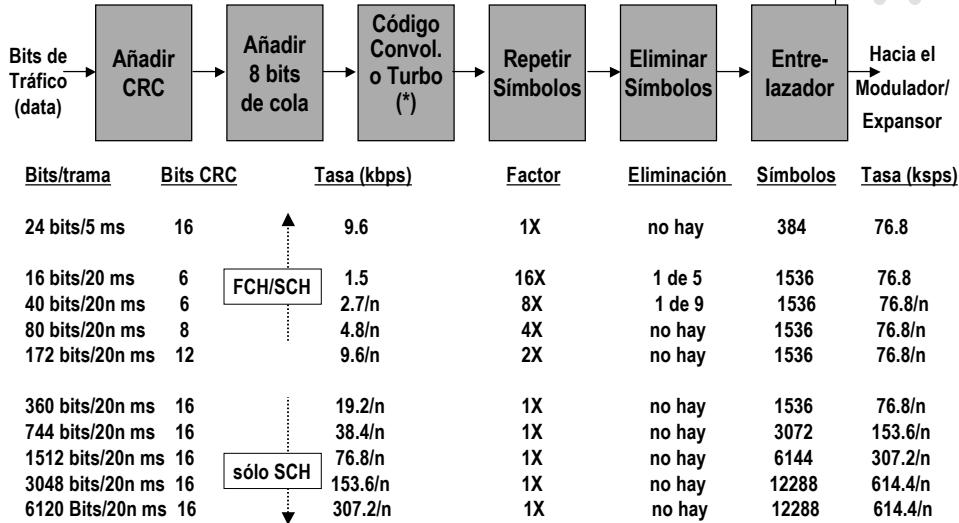 Bits de
Tráfico
(data)
Añadir
CRC
Añadir
8 bits
de cola
Código
Convol.
o Turbo
(*)
Repetir
Símbolos
Eliminar
Símbolos
Entre-
lazador
Hacia el
Modulador/
Expansor
Bits/trama Bits CRC Tasa (kbps) Factor Eliminación Símbolos Tasa (ksps)
24 bits/5 ms 16 9.6 1X no hay 384 76.8
16 bits/20 ms 6 1.5 16X 1 de 5 1536 76.8
FCH/SCH
40 bits/20n ms 6 2.7/n 8X 1 de 9 1536 76.8/n
80 bits/20n ms 8 4.8/n 4X no hay 1536 76.8/n
172 bits/20n ms 12 9.6/n 2X no hay 1536 76.8/n
360 bits/20n ms 16 19.2/n 1X no hay 1536 76.8/n
744 bits/20n ms 16 38.4/n 1X no hay 3072 153.6/n
1512 bits/20n ms 16 76.8/n 1X no hay 6144 307.2/n
sólo SCH
3048 bits/20n ms 16 153.6/n 1X no hay 12288 614.4/n
6120 Bits/20n ms 16 307.2/n 1X no hay 12288 614.4/n